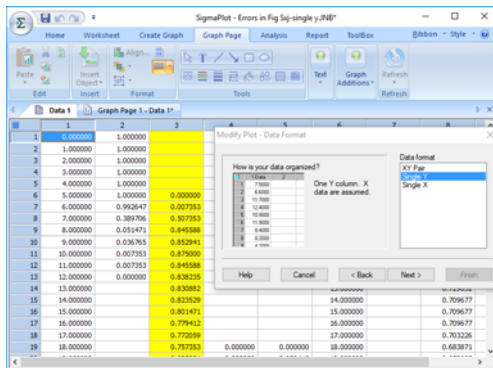 SigmaPlot - Errors in Fig Ssj-single y.JNB*
Home Worksheet Create Graph Graph Page Analysis Report ToolBox Ribbon Style
Paste Insert Object Align Text Graph Additions Refresh
Edit Insert Format Tools Refresh
Data 1 Graph Page 1 - Data 1*
1 2 3
1 0.000000 1.000000
2 1.000000 1.000000
3 2.000000 1.000000
4 3.000000 1.000000
5 4.000000 1.000000
6 5.000000 1.000000 0.000000
7 6.000000 0.992647 0.007353
8 7.000000 0.389706 0.507353
9 8.000000 0.051471 0.845588
10 9.000000 0.036765 0.852941
11 10.000000 0.007353 0.875000
12 11.000000 0.007353 0.845588
13 12.000000 0.000000 0.838235
14 13.000000 0.830882
15 14.000000 0.823529 14.000000 0.709677
16 15.000000 0.801471 15.000000 0.709677
17 16.000000 0.779412 16.000000 0.709677
18 17.000000 0.772059 17.000000 0.703226
19 18.000000 0.757353 0.000000 0.000000 18.000000 0.683871
Modify Plot - Data Format
How is your data organized?
One Y column. X
data are assumed.
Data format
XY Pair
Single Y
Single X
Help Cancel < Back Next > Finish